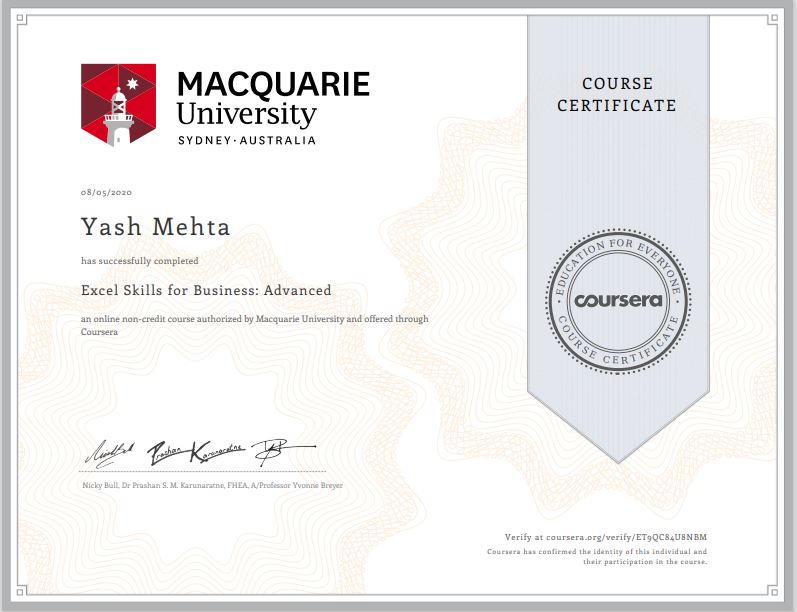 MACQUARIE
University
SYDNEY·AUSTRALIA
COURSE
CERTIFICATE
08/05/2020
Yash Mehta
has successfully completed
Excel Skills for Business: Advanced
an online non-credit course authorized by Macquarie University and offered through
Coursera
EDUCATION FOR EVERYONE
coursera
COURSE CERTIFICATE
Prashan Karunaratne
Nicky Bull, Dr Prashan S. M. Karunaratne, FHEA, A/Professor Yvonne Breyer
Verify at coursera.org/verify/ET9QC84U8NBM
Coursera has confirmed the identity of this individual and
their participation in the course.